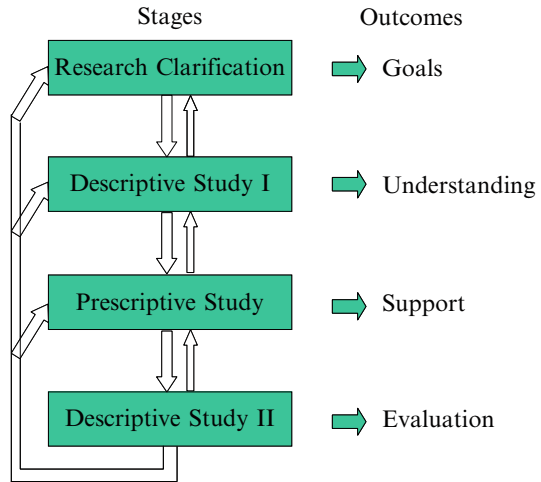 Stages Outcomes
Research Clarification Goals
Descriptive Study I Understanding
Prescriptive Study Support
Descriptive Study II Evaluation